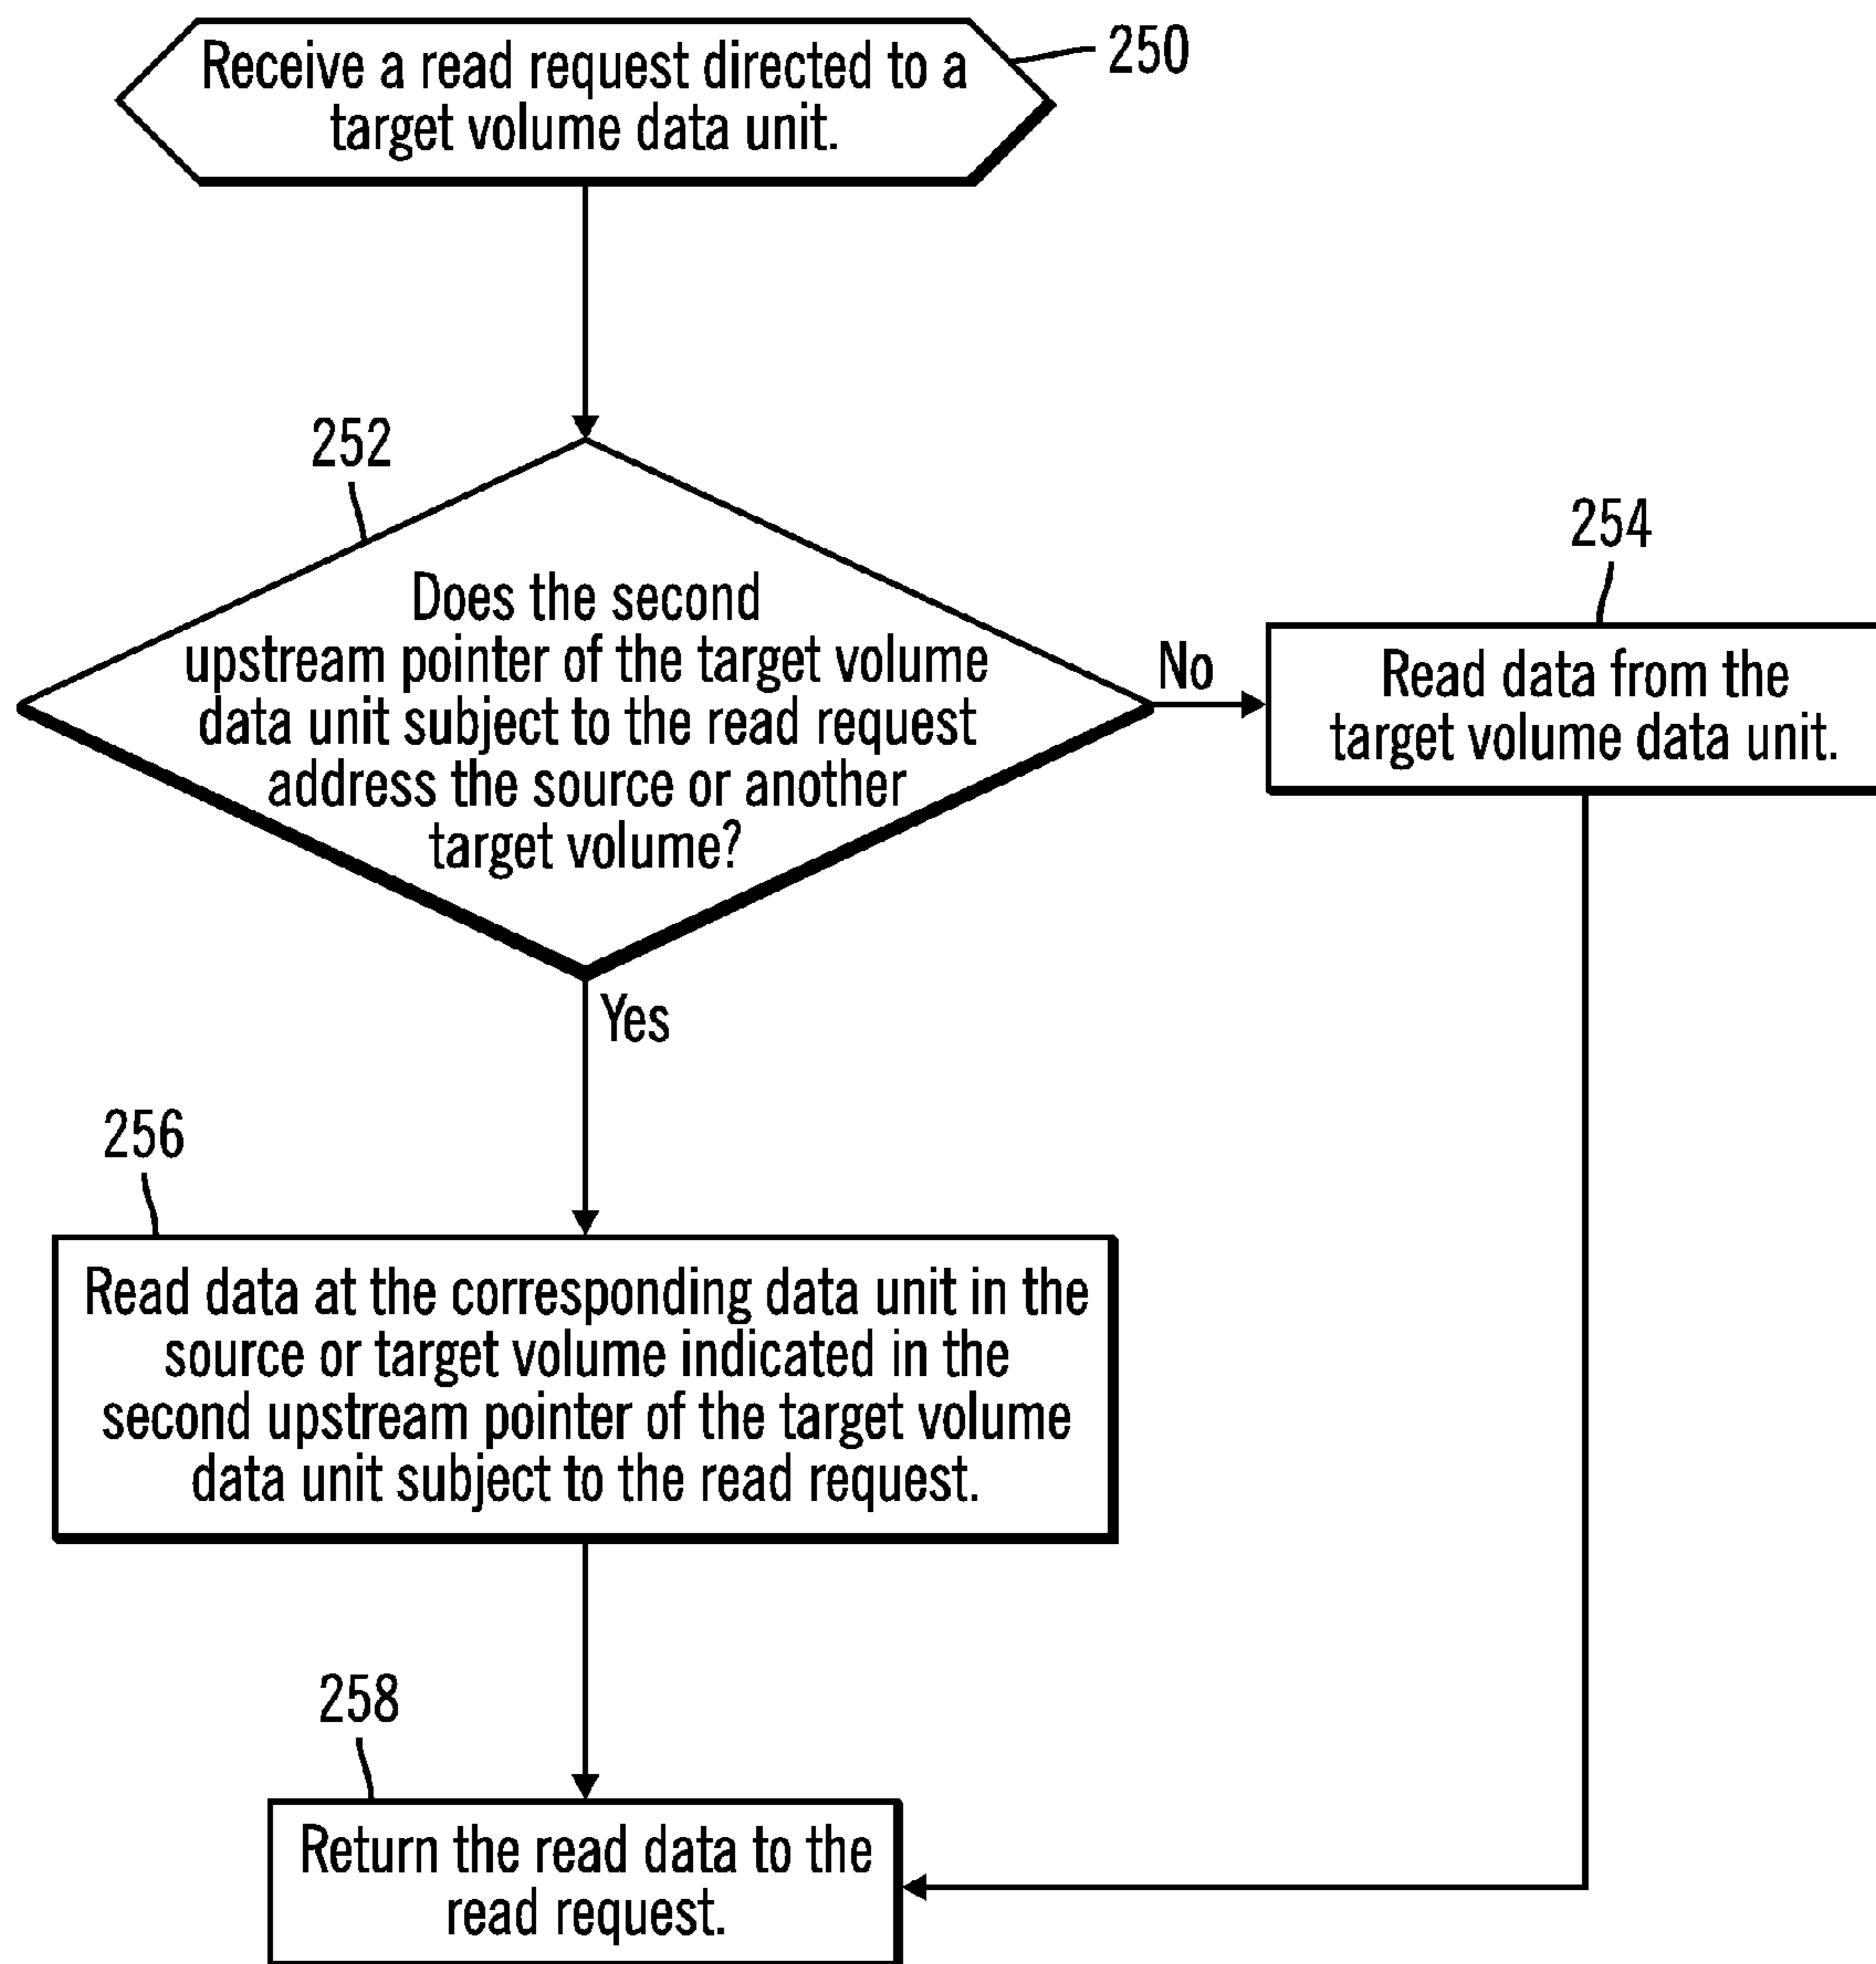 Receive a read request directed to a
target volume data unit.
250
252
Does the second
upstream pointer of the target volume
data unit subject to the read request
address the source or another
target volume?
No
254
Read data from the
target volume data unit.
Yes
256
Read data at the corresponding data unit in the
source or target volume indicated in the
second upstream pointer of the target volume
data unit subject to the read request.
258
Return the read data to the
read request.